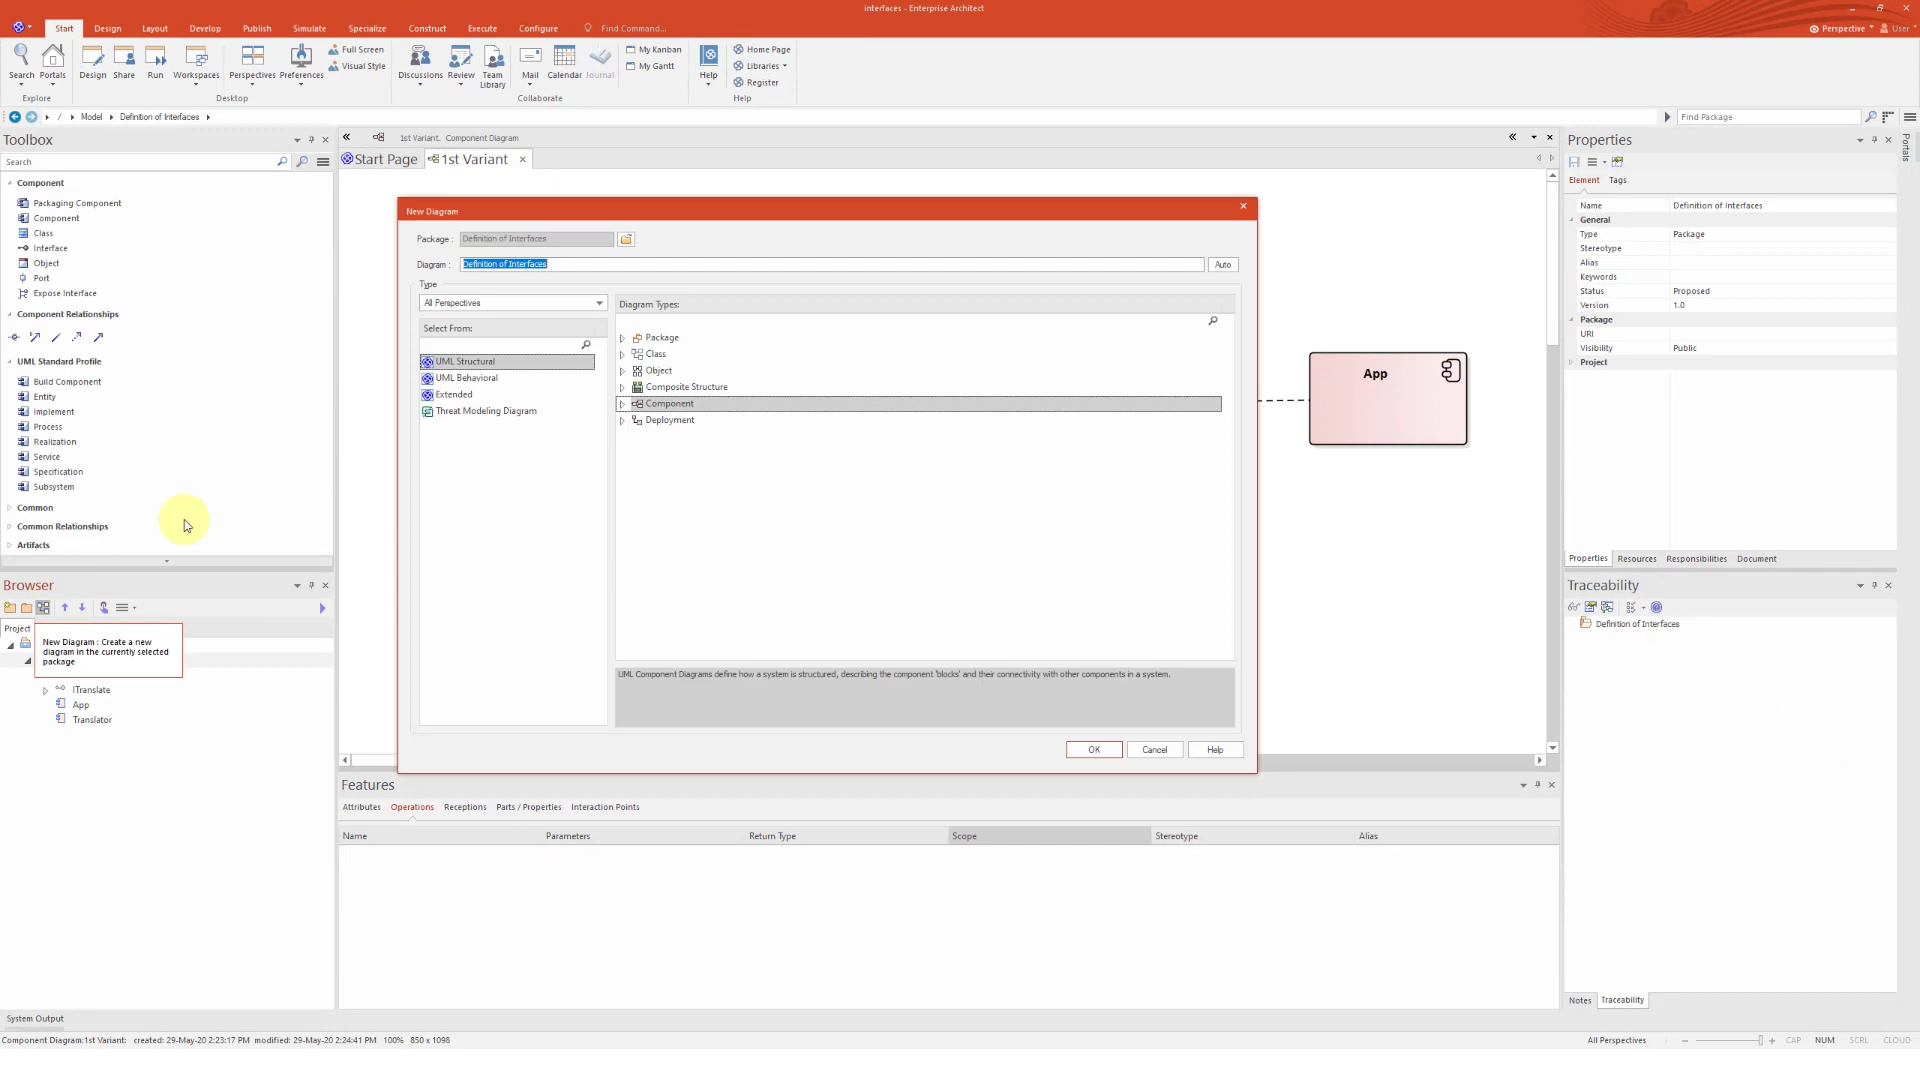 interfaces - Enterprise Architect
Start
Design
Layout
Develop
Publish
Simulate
Specialize
Construct
Execute
Configure
Find Command...
Perspective
User
Search
Portals
Design
Share
Run
Workspaces
Perspectives
Preferences
Full Screen
Visual Style
Discussions
Review
Team
Library
Mail
Calendar
Journal
My Kanban
My Gantt
Help
Home Page
Libraries
Register
Explore
Desktop
Collaborate
Help
/
Model
Definition of Interfaces
Find Package
Toolbox
Search
Component
Packaging Component
Component
Class
Interface
Object
Port
Expose Interface
Component Relationships
UML Standard Profile
Build Component
Entity
Implement
Process
Realization
Service
Specification
Subsystem
Common
Common Relationships
Artifacts
Browser
Project
New Diagram : Create a new
diagram in the currently selected
package
ITranslate
App
Translator
1st Variant. Component Diagram
Start Page
1st Variant
New Diagram
Package :
Definition of Interfaces
Diagram :
Definition of Interfaces
Auto
Type
All Perspectives
Select From:
UML Structural
UML Behavioral
Extended
Threat Modeling Diagram
Diagram Types:
Package
Class
Object
Composite Structure
Component
Deployment
UML Component Diagrams define how a system is structured, describing the component 'blocks' and their connectivity with other components in a system.
OK
Cancel
Help
App
Features
Attributes
Operations
Receptions
Parts / Properties
Interaction Points
Name
Parameters
Return Type
Scope
Stereotype
Alias
Properties
Element
Tags
Name
Definition of Interfaces
General
Type
Package
Stereotype
Alias
Keywords
Status
Proposed
Version
1.0
Package
URI
Visibility
Public
Project
Properties
Resources
Responsibilities
Document
Traceability
Definition of Interfaces
Notes
Traceability
Portals
System Output
Component Diagram:1st Variant: created: 29-May-20 2:23:17 PM modified: 29-May-20 2:24:41 PM 100% 850 x 1098
All Perspectives
CAP
NUM
SCRL
CLOUD